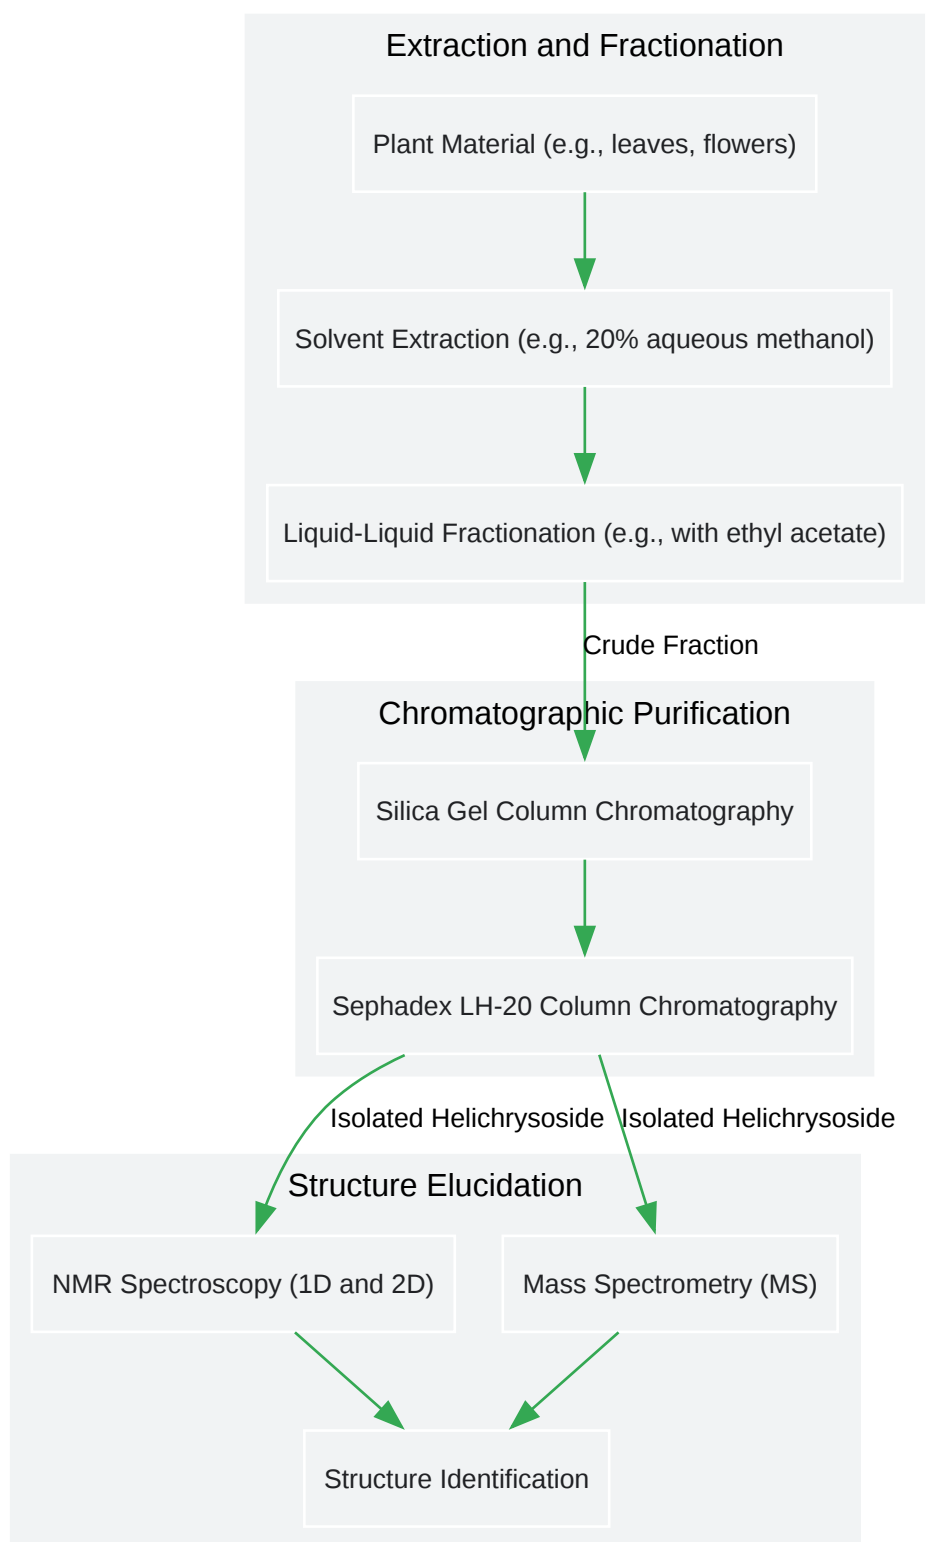 Extraction and Fractionation
Plant Material (e.g., leaves, flowers)
Solvent Extraction (e.g., 20% aqueous methanol)
Liquid-Liquid Fractionation (e.g., with ethyl acetate)
Crude Fraction
Chromatographic Purification
Silica Gel Column Chromatography
Sephadex LH-20 Column Chromatography
Isolated Helichrysoside
Isolated Helichrysoside
Structure Elucidation
NMR Spectroscopy (1D and 2D)
Mass Spectrometry (MS)
Structure Identification